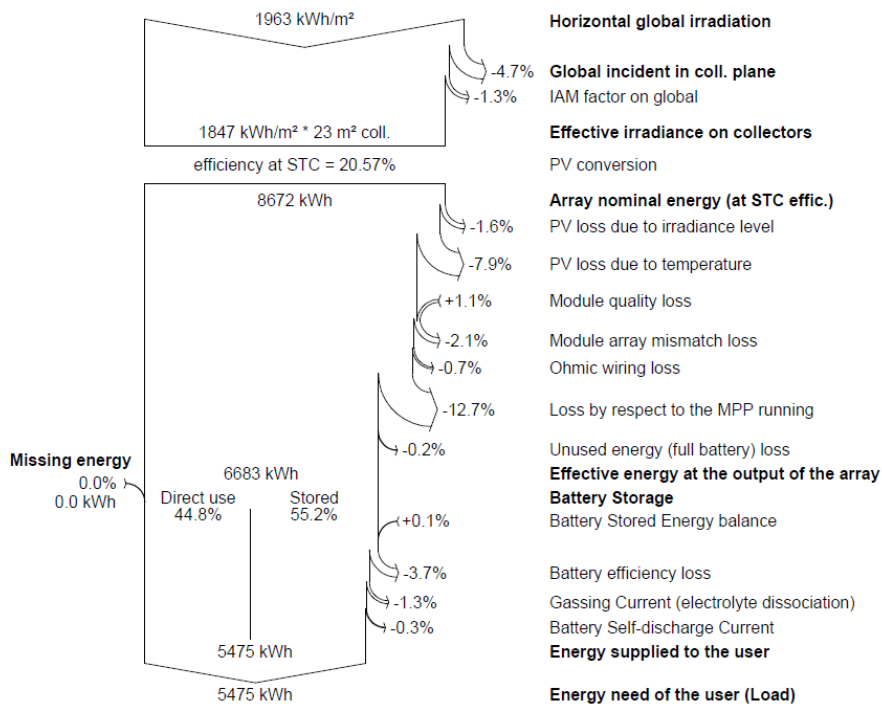 1963 kWh/m² Horizontal global irradiation
-4.7% Global incident in coll. plane
-1.3% IAM factor on global
1847 kWh/m² * 23 m² coll. Effective irradiance on collectors
efficiency at STC = 20.57% PV conversion
8672 kWh Array nominal energy (at STC effic.)
-1.6% PV loss due to irradiance level
-7.9% PV loss due to temperature
+1.1% Module quality loss
-2.1% Module array mismatch loss
-0.7% Ohmic wiring loss
-12.7% Loss by respect to the MPP running
-0.2% Unused energy (full battery) loss
Missing energy
0.0%
0.0 kWh
6683 kWh Effective energy at the output of the array
Direct use Stored Battery Storage
44.8% 55.2%
+0.1% Battery Stored Energy balance
-3.7% Battery efficiency loss
-1.3% Gassing Current (electrolyte dissociation)
-0.3% Battery Self-discharge Current
5475 kWh Energy supplied to the user
5475 kWh Energy need of the user (Load)